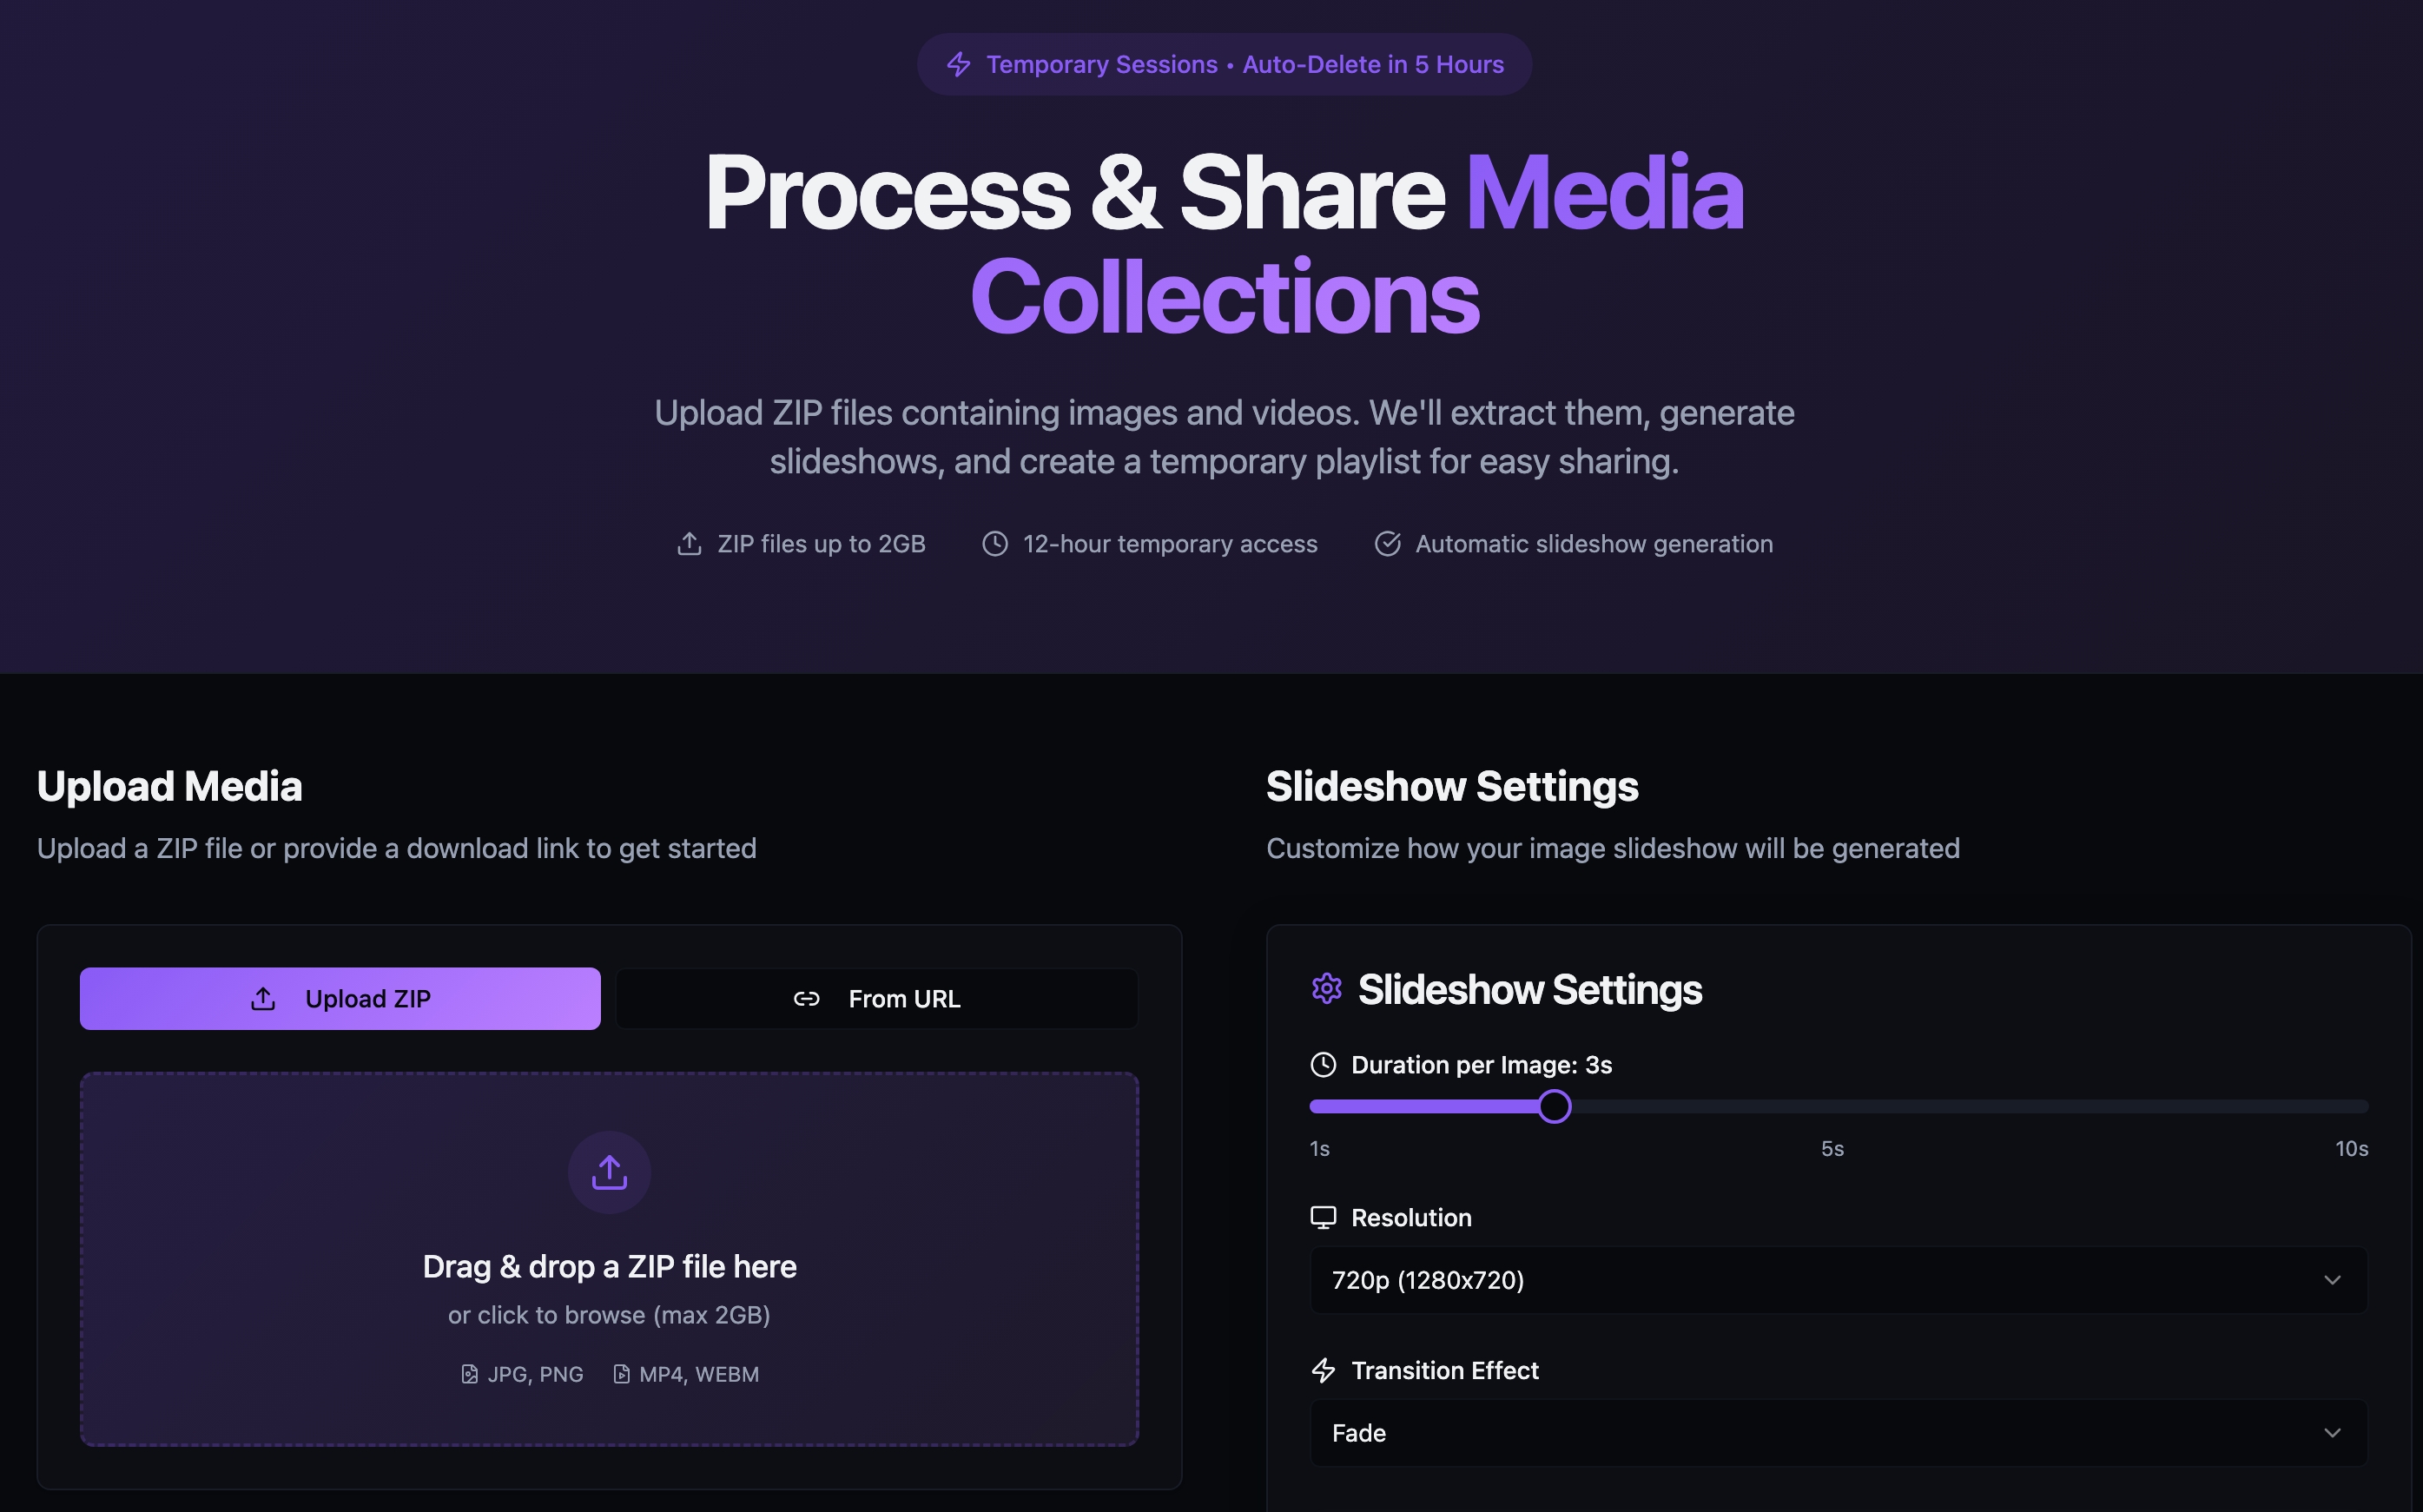 Temporary Sessions • Auto-Delete in 5 Hours
Process & Share Media
Collections
Upload ZIP files containing images and videos. We'll extract them, generate
slideshows, and create a temporary playlist for easy sharing.
ZIP files up to 2GB
12-hour temporary access
Automatic slideshow generation
Upload Media
Upload a ZIP file or provide a download link to get started
Upload ZIP
From URL
Drag & drop a ZIP file here
or click to browse (max 2GB)
JPG, PNG
MP4, WEBM
Slideshow Settings
Customize how your image slideshow will be generated
Slideshow Settings
Duration per Image: 3s
1s 5s 10s
Resolution
720p (1280x720)
Transition Effect
Fade